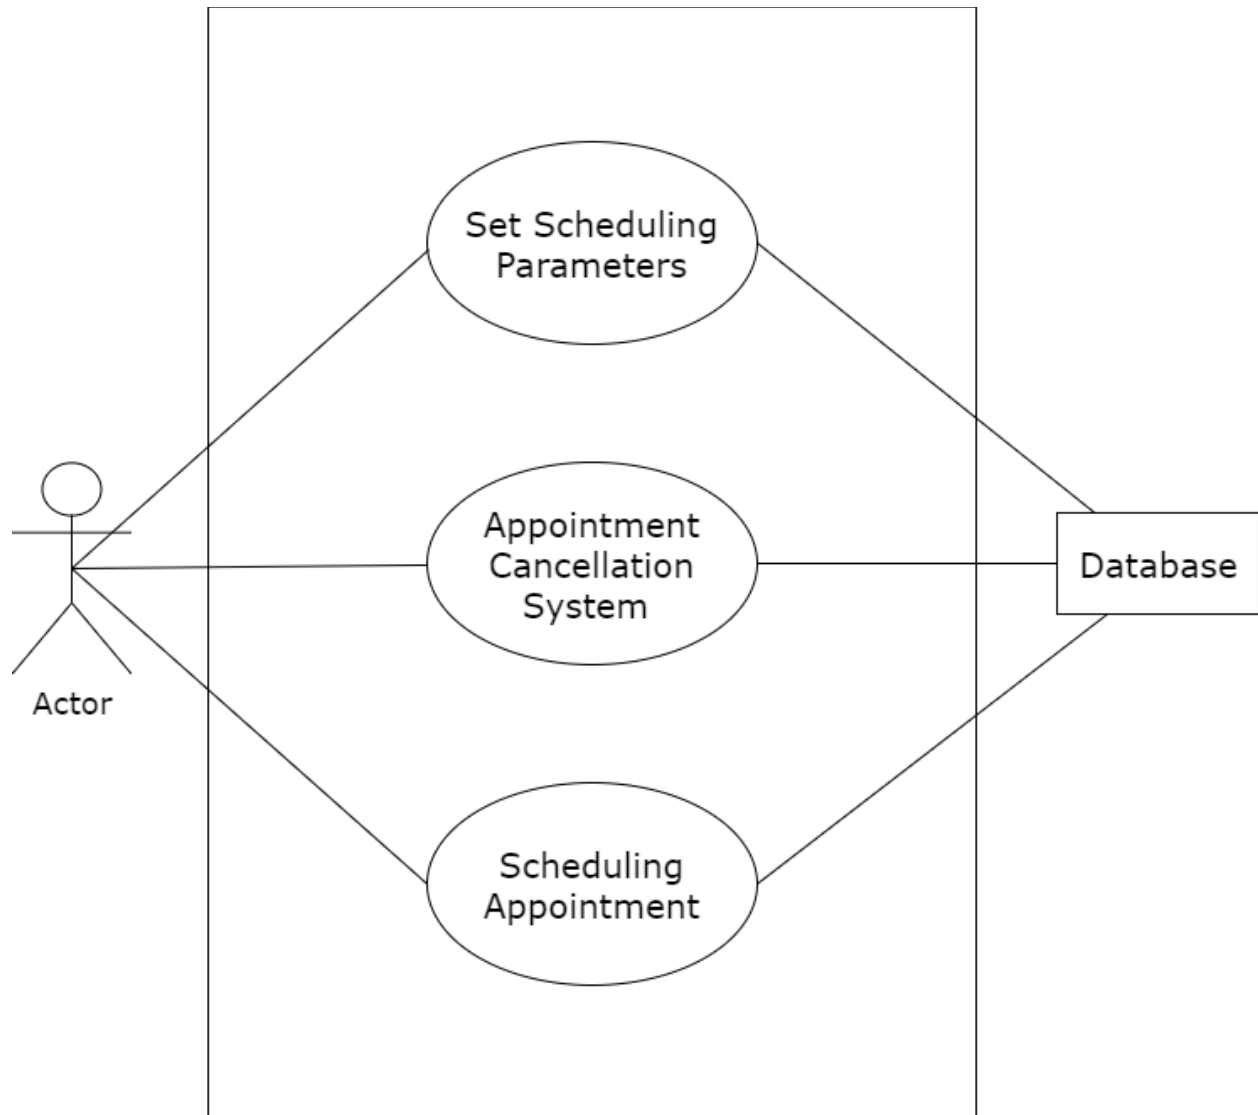 Set Scheduling
Parameters
Appointment
Cancellation
System
Database
Actor
Scheduling
Appointment